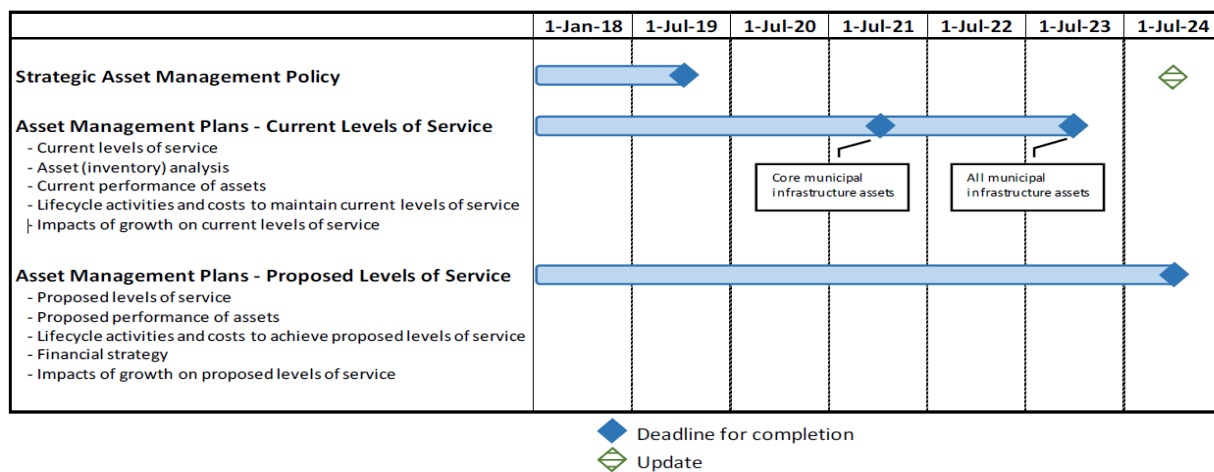 1-Jan-18 1-Jul-19 1-Jul-20 1-Jul-21 1-Jul-22 1-Jul-23 1-Jul-24
Strategic Asset Management Policy
Asset Management Plans - Current Levels of Service
- Current levels of service
- Asset (inventory) analysis
- Current performance of assets
- Lifecycle activities and costs to maintain current levels of service
- Impacts of growth on current levels of service
Core municipal
infrastructure assets
All municipal
infrastructure assets
Asset Management Plans - Proposed Levels of Service
- Proposed levels of service
- Proposed performance of assets
- Lifecycle activities and costs to achieve proposed levels of service
- Financial strategy
- Impacts of growth on proposed levels of service
Deadline for completion
Update